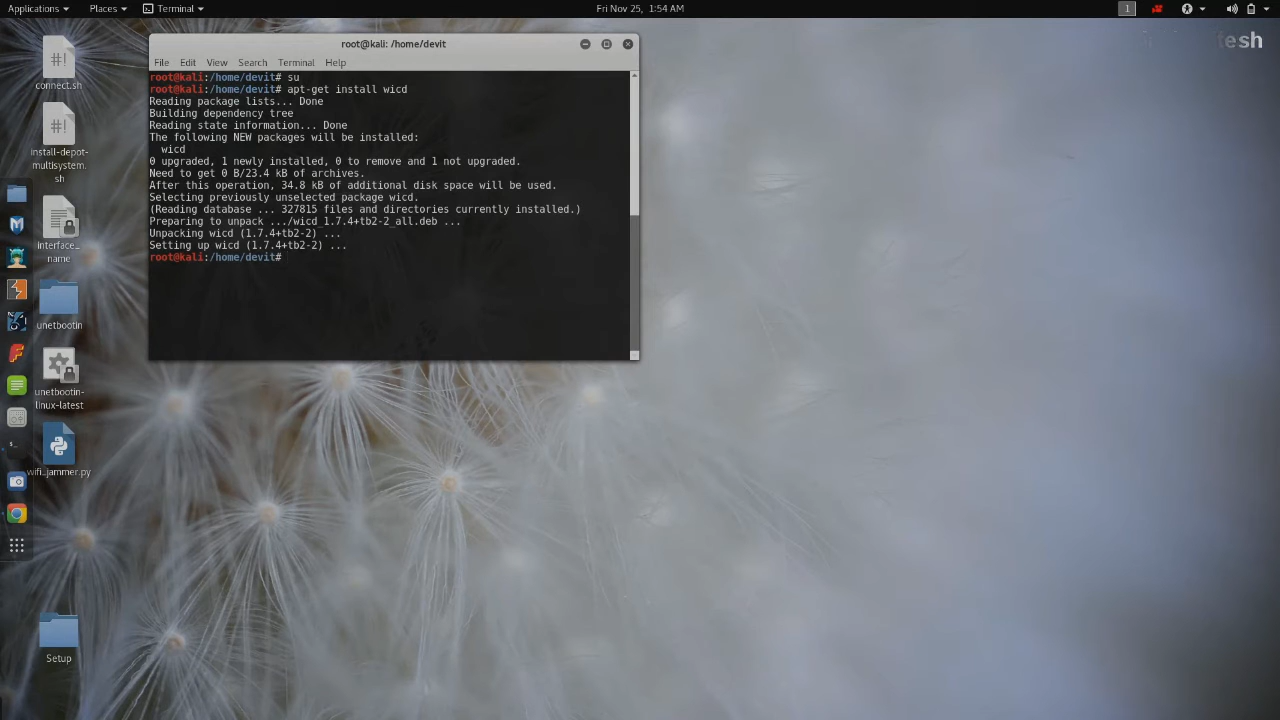 Applications
Places
Terminal
Fri Nov 25, 1:54 AM
1
root@kali: /home/devit
File Edit View Search Terminal Help
root@kali:/home/devit# su
root@kali:/home/devit# apt-get install wicd
Reading package lists... Done
Building dependency tree
Reading state information... Done
The following NEW packages will be installed:
wicd
0 upgraded, 1 newly installed, 0 to remove and 1 not upgraded.
Need to get 0 B/23.4 kB of archives.
After this operation, 34.8 kB of additional disk space will be used.
Selecting previously unselected package wicd.
(Reading database ... 327815 files and directories currently installed.)
Preparing to unpack .../wicd_1.7.4+tb2-2_all.deb ...
Unpacking wicd (1.7.4+tb2-2) ...
Setting up wicd (1.7.4+tb2-2) ...
root@kali:/home/devit#
#!
connect.sh
#!
install-depot-
multisystem.
sh
interface_
name
unetbootin
unetbootin-
linux-latest
wifi_jammer.py
Setup